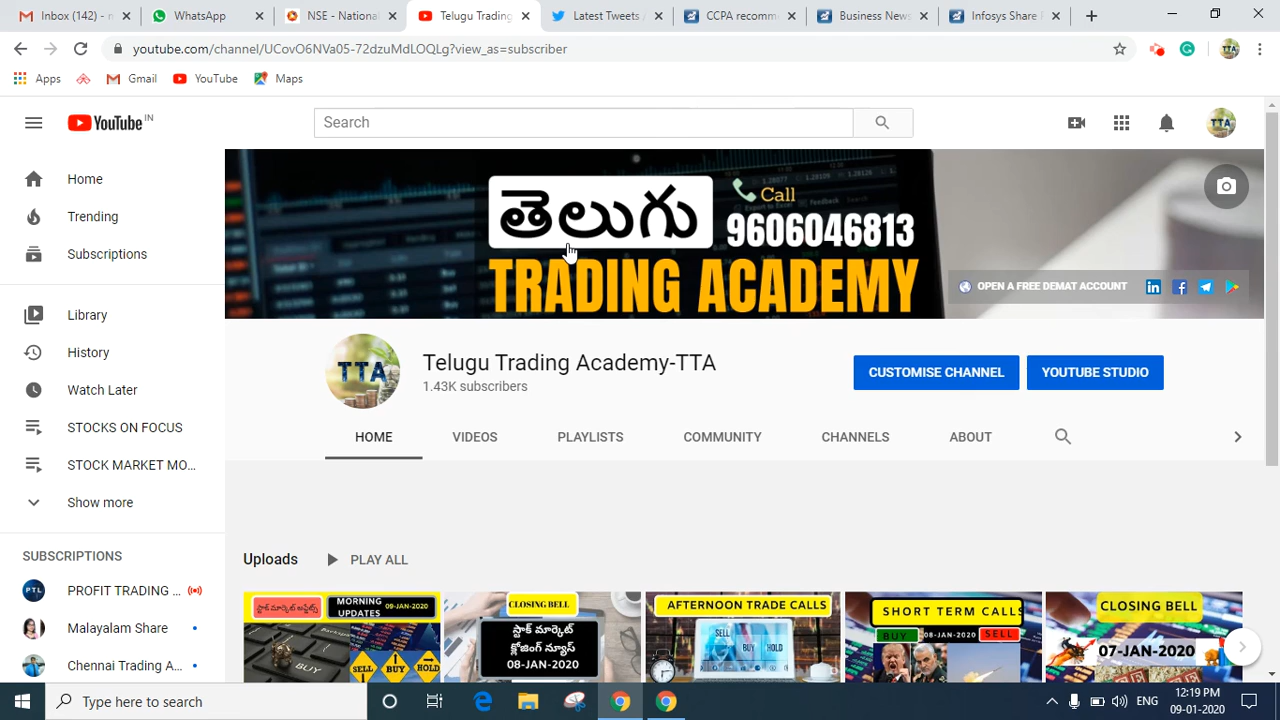 Inbox (142) - n
WhatsApp
NSE - National
Telugu Trading
Latest Tweets /
CCPA recomm
Business News
Infosys Share P
youtube.com/channel/UCovO6NVa05-72dzuMdLOQLg?view_as=subscriber
Apps
Gmail
YouTube
Maps
YouTube IN
Search
తెలుగు
Call
9606046813
TRADING ACADEMY
OPEN A FREE DEMAT ACCOUNT
TTA
Telugu Trading Academy-TTA
1.43K subscribers
CUSTOMISE CHANNEL
YOUTUBE STUDIO
HOME VIDEOS PLAYLISTS COMMUNITY CHANNELS ABOUT
Home
Trending
Subscriptions
Library
History
Watch Later
STOCKS ON FOCUS
STOCK MARKET MO...
Show more
SUBSCRIPTIONS
PTL
PROFIT TRADING ...
Malayalam Share
Chennai Trading A...
Uploads PLAY ALL
స్టాక్ మార్కెట్ అప్డేట్స్
MORNING
UPDATES
09-JAN-2020
BUY
SELL BUY HOLD
CLOSING BELL
స్టాక్ మార్కెట్
క్లోజింగ్ న్యూస్
08-JAN-2020
AFTERNOON TRADE CALLS
SELL
BUY HOLD
SHORT TERM CALLS
BUY 08-JAN-2020 SELL
CLOSING BELL
07-JAN-2020
Type here to search
ENG
12:19 PM
09-01-2020